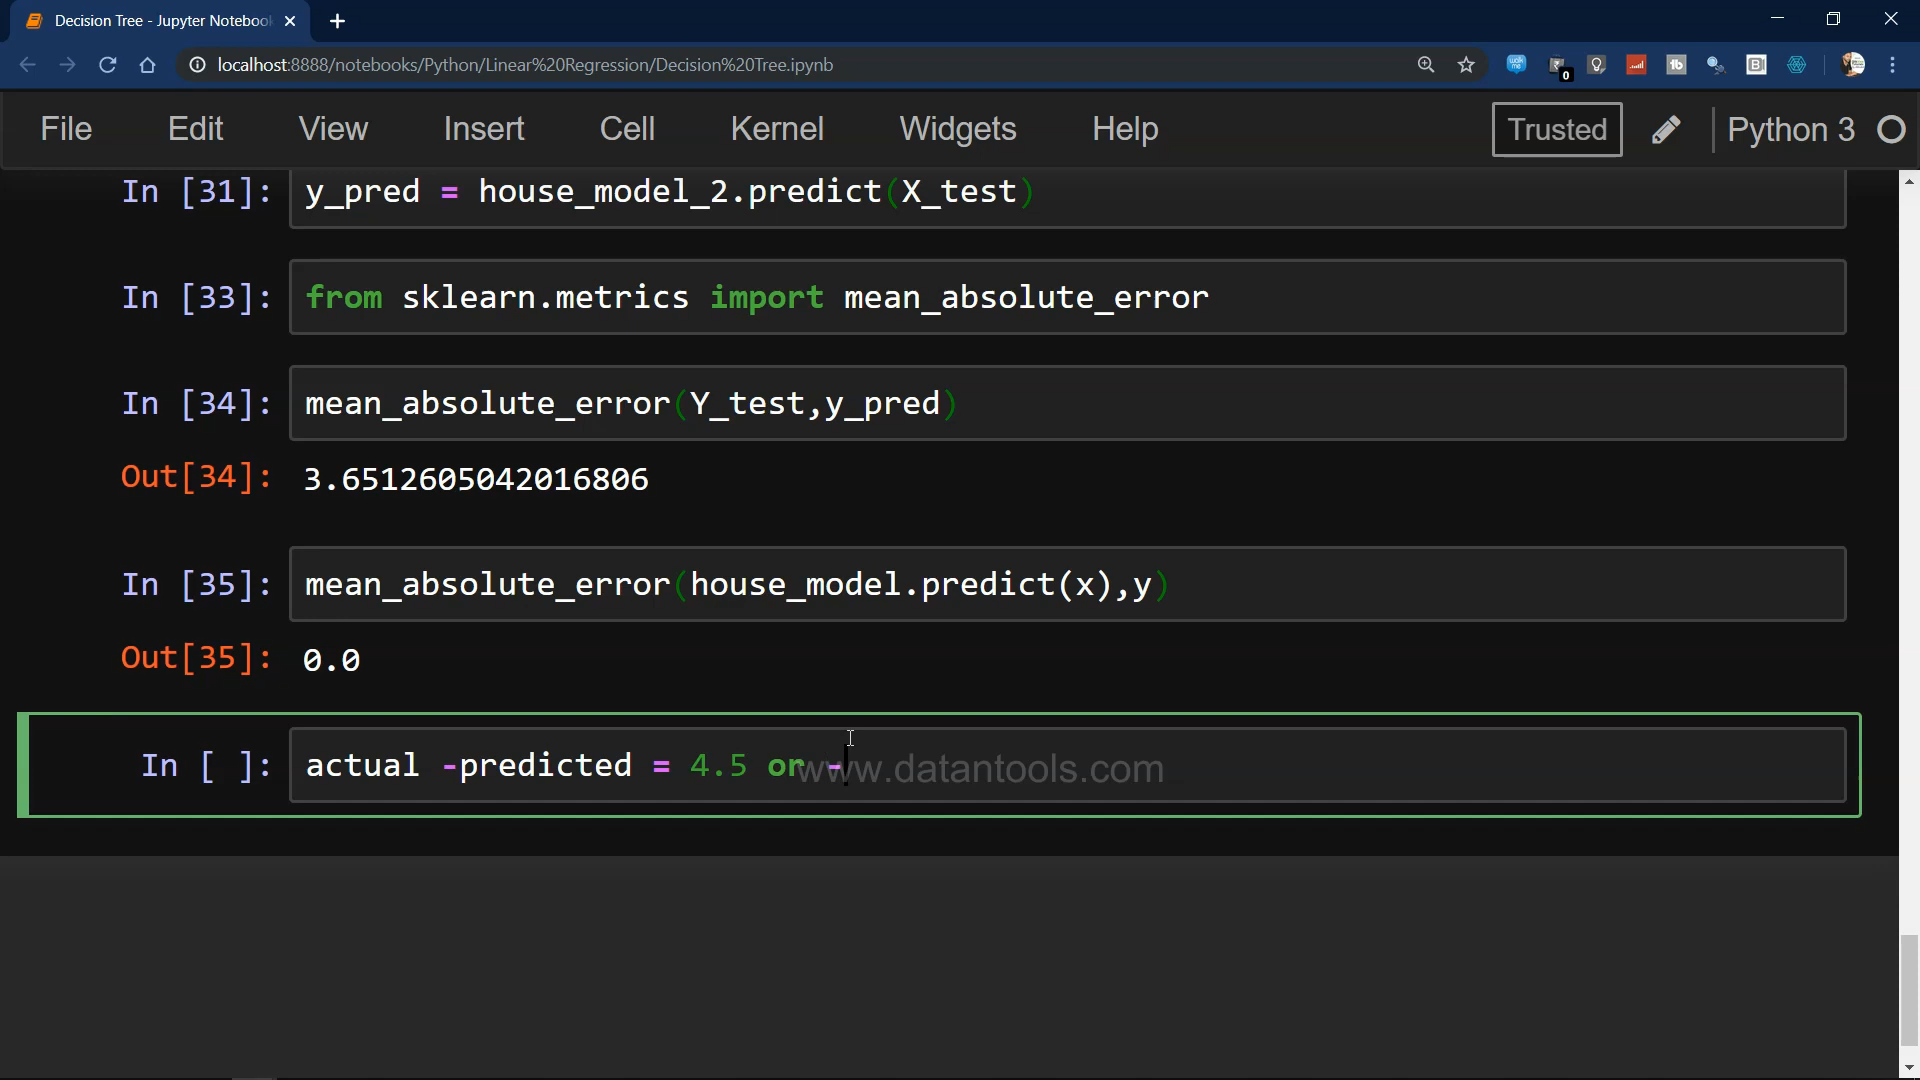 Decision Tree - Jupyter Noteboo
localhost:8888/notebooks/Python/Linear%20Regression/Decision%20Tree.ipynb
0
File Edit View Insert Cell Kernel Widgets Help Trusted Python 3
In [31]: y_pred = house_model_2.predict(X_test)
In [33]: from sklearn.metrics import mean_absolute_error
In [34]: mean_absolute_error(Y_test,y_pred)
Out[34]: 3.6512605042016806
In [35]: mean_absolute_error(house_model.predict(x),y)
Out[35]: 0.0
In [ ]: actual -predicted = 4.5 or -
www.datantools.com